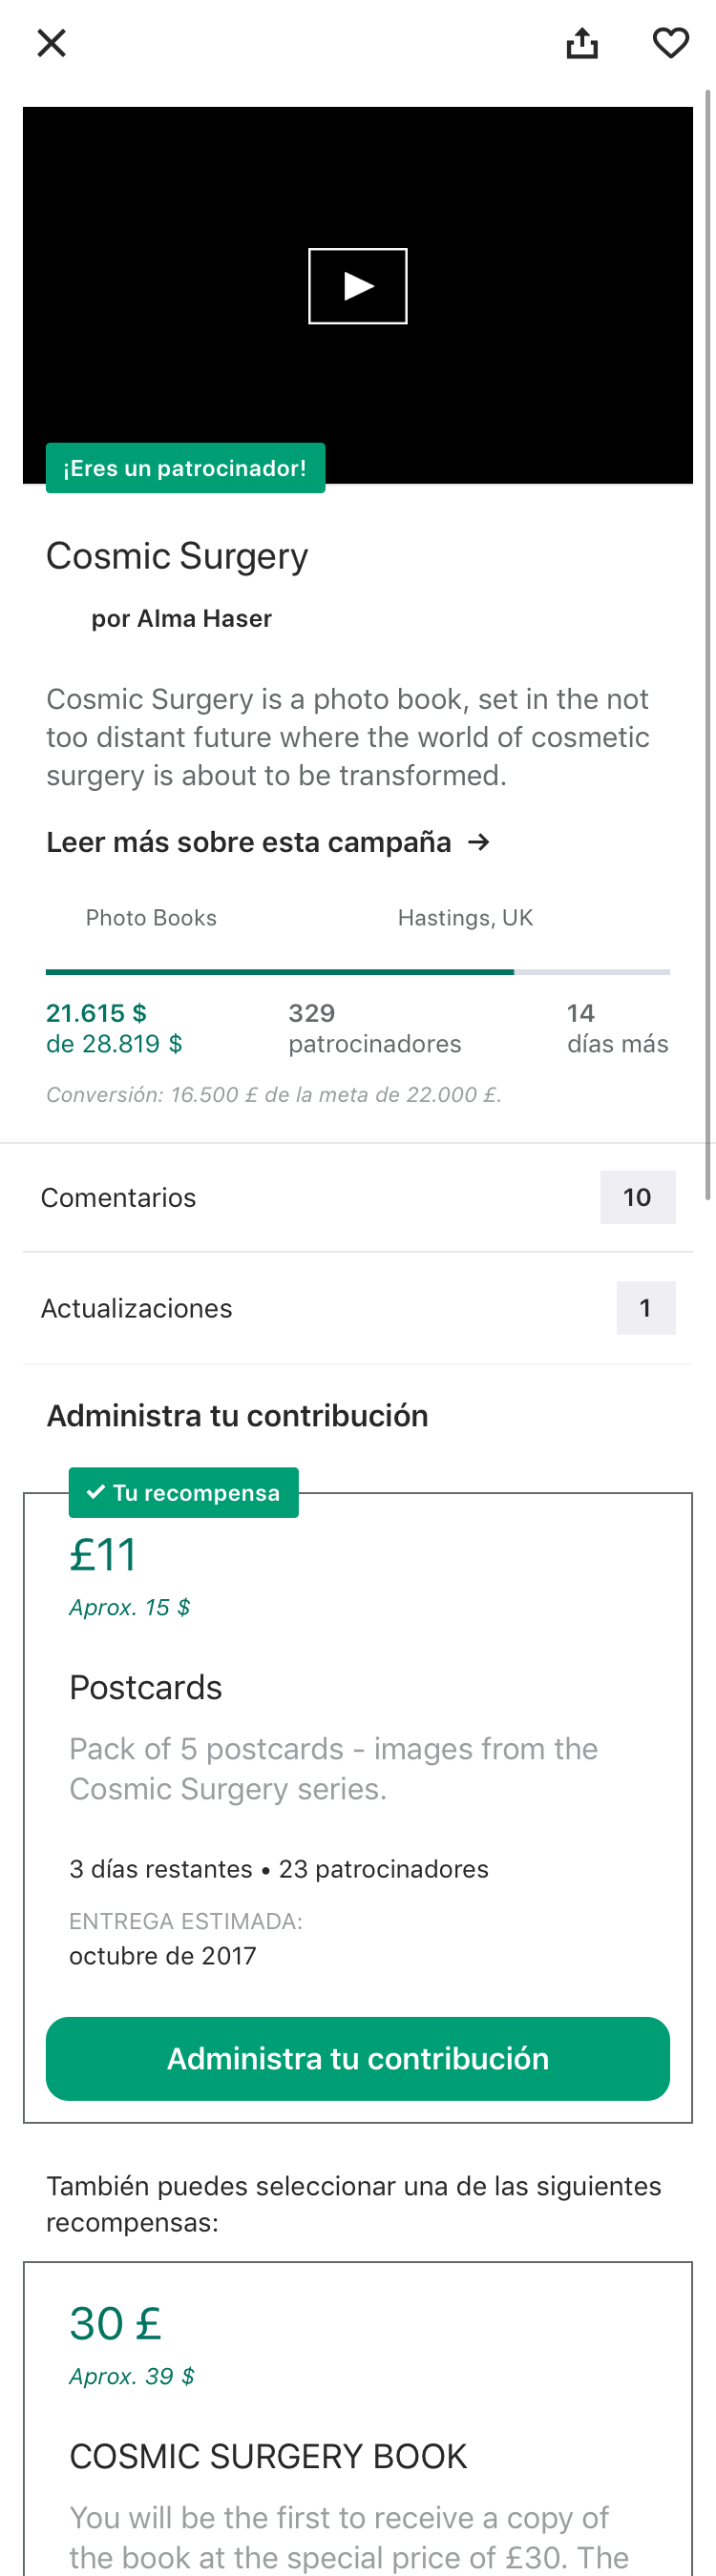 ¡Eres un patrocinador!
Cosmic Surgery
por Alma Haser
Cosmic Surgery is a photo book, set in the not
too distant future where the world of cosmetic
surgery is about to be transformed.
Leer más sobre esta campaña →
Photo Books
Hastings, UK
21.615 $
de 28.819 $
329
patrocinadores
14
días más
Conversión: 16.500 £ de la meta de 22.000 £.
Comentarios
10
Actualizaciones
1
Administra tu contribución
✓ Tu recompensa
£11
Aprox. 15 $
Postcards
Pack of 5 postcards - images from the
Cosmic Surgery series.
3 días restantes • 23 patrocinadores
ENTREGA ESTIMADA:
octubre de 2017
Administra tu contribución
También puedes seleccionar una de las siguientes
recompensas:
30 £
Aprox. 39 $
COSMIC SURGERY BOOK
You will be the first to receive a copy of
the book at the special price of £30. The